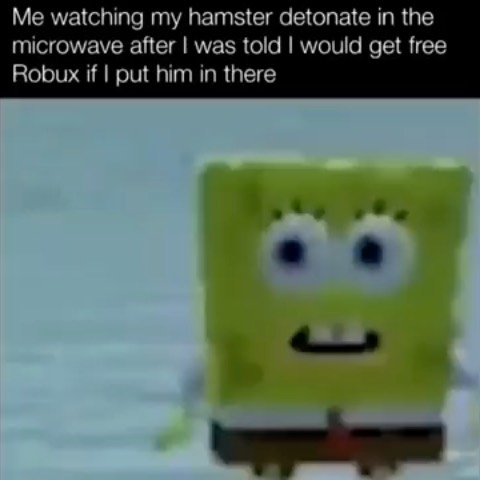 Me watching my hamster detonate in the
microwave after I was told I would get free
Robux if I put him in there